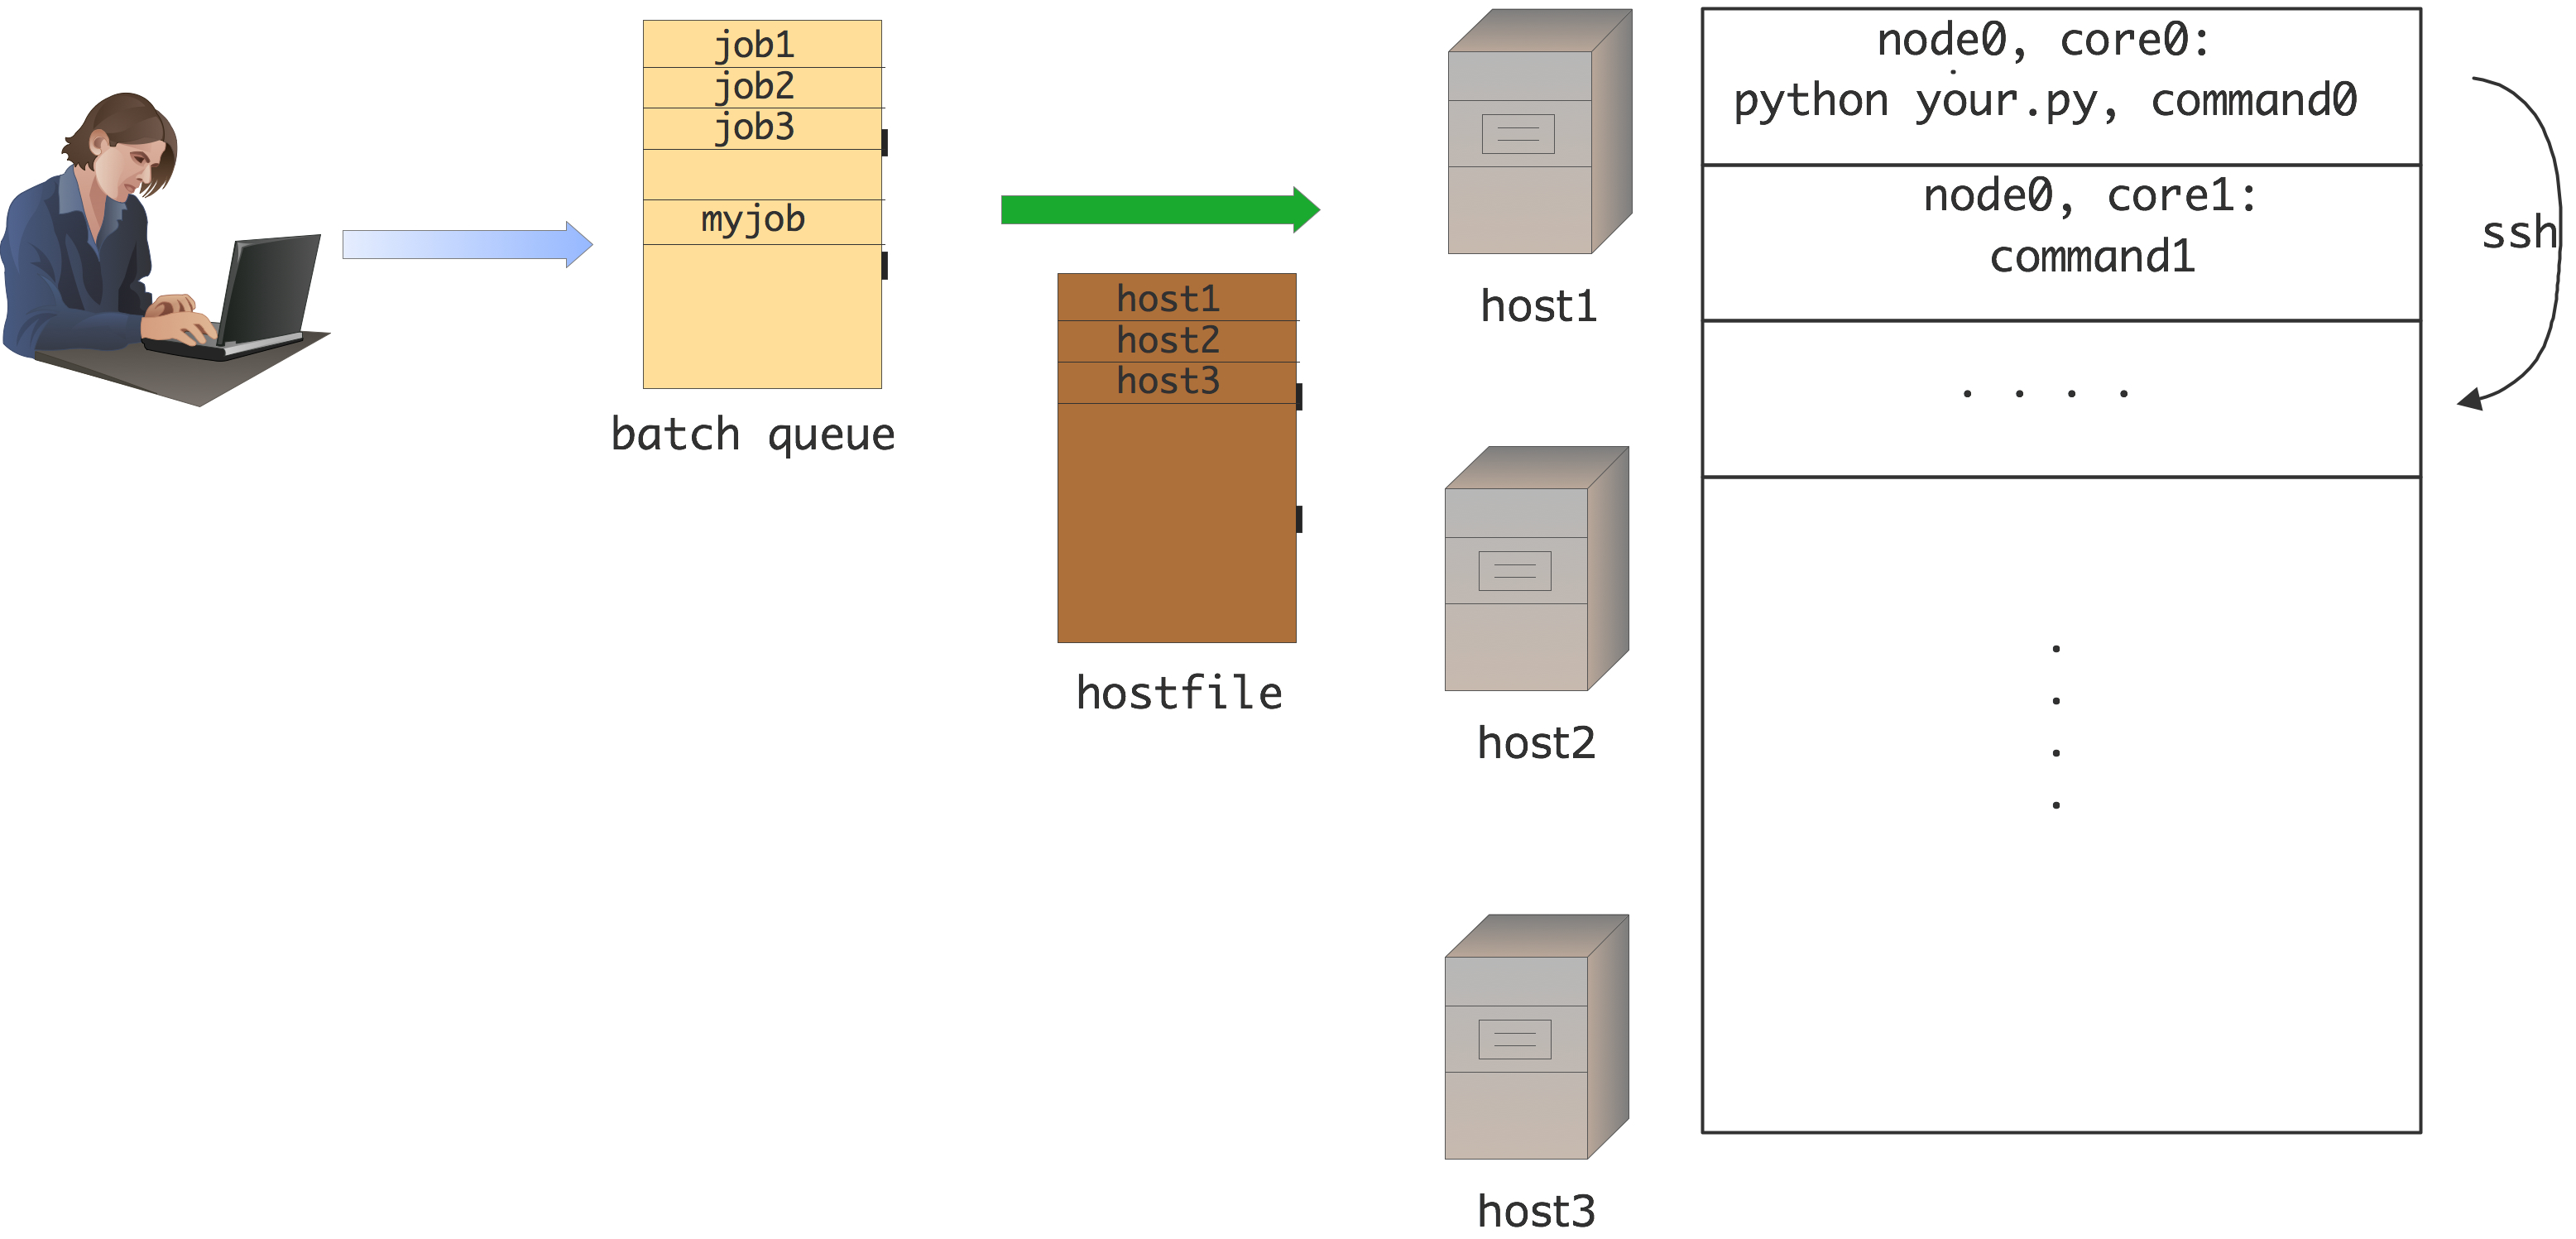 job1
job2
job3
myjob
batch queue
host1
host2
host3
hostfile
host1
host2
host3
node0, core0:
python your.py, command0
node0, core1:
command1
. . . .
.
.
.
.
ssh